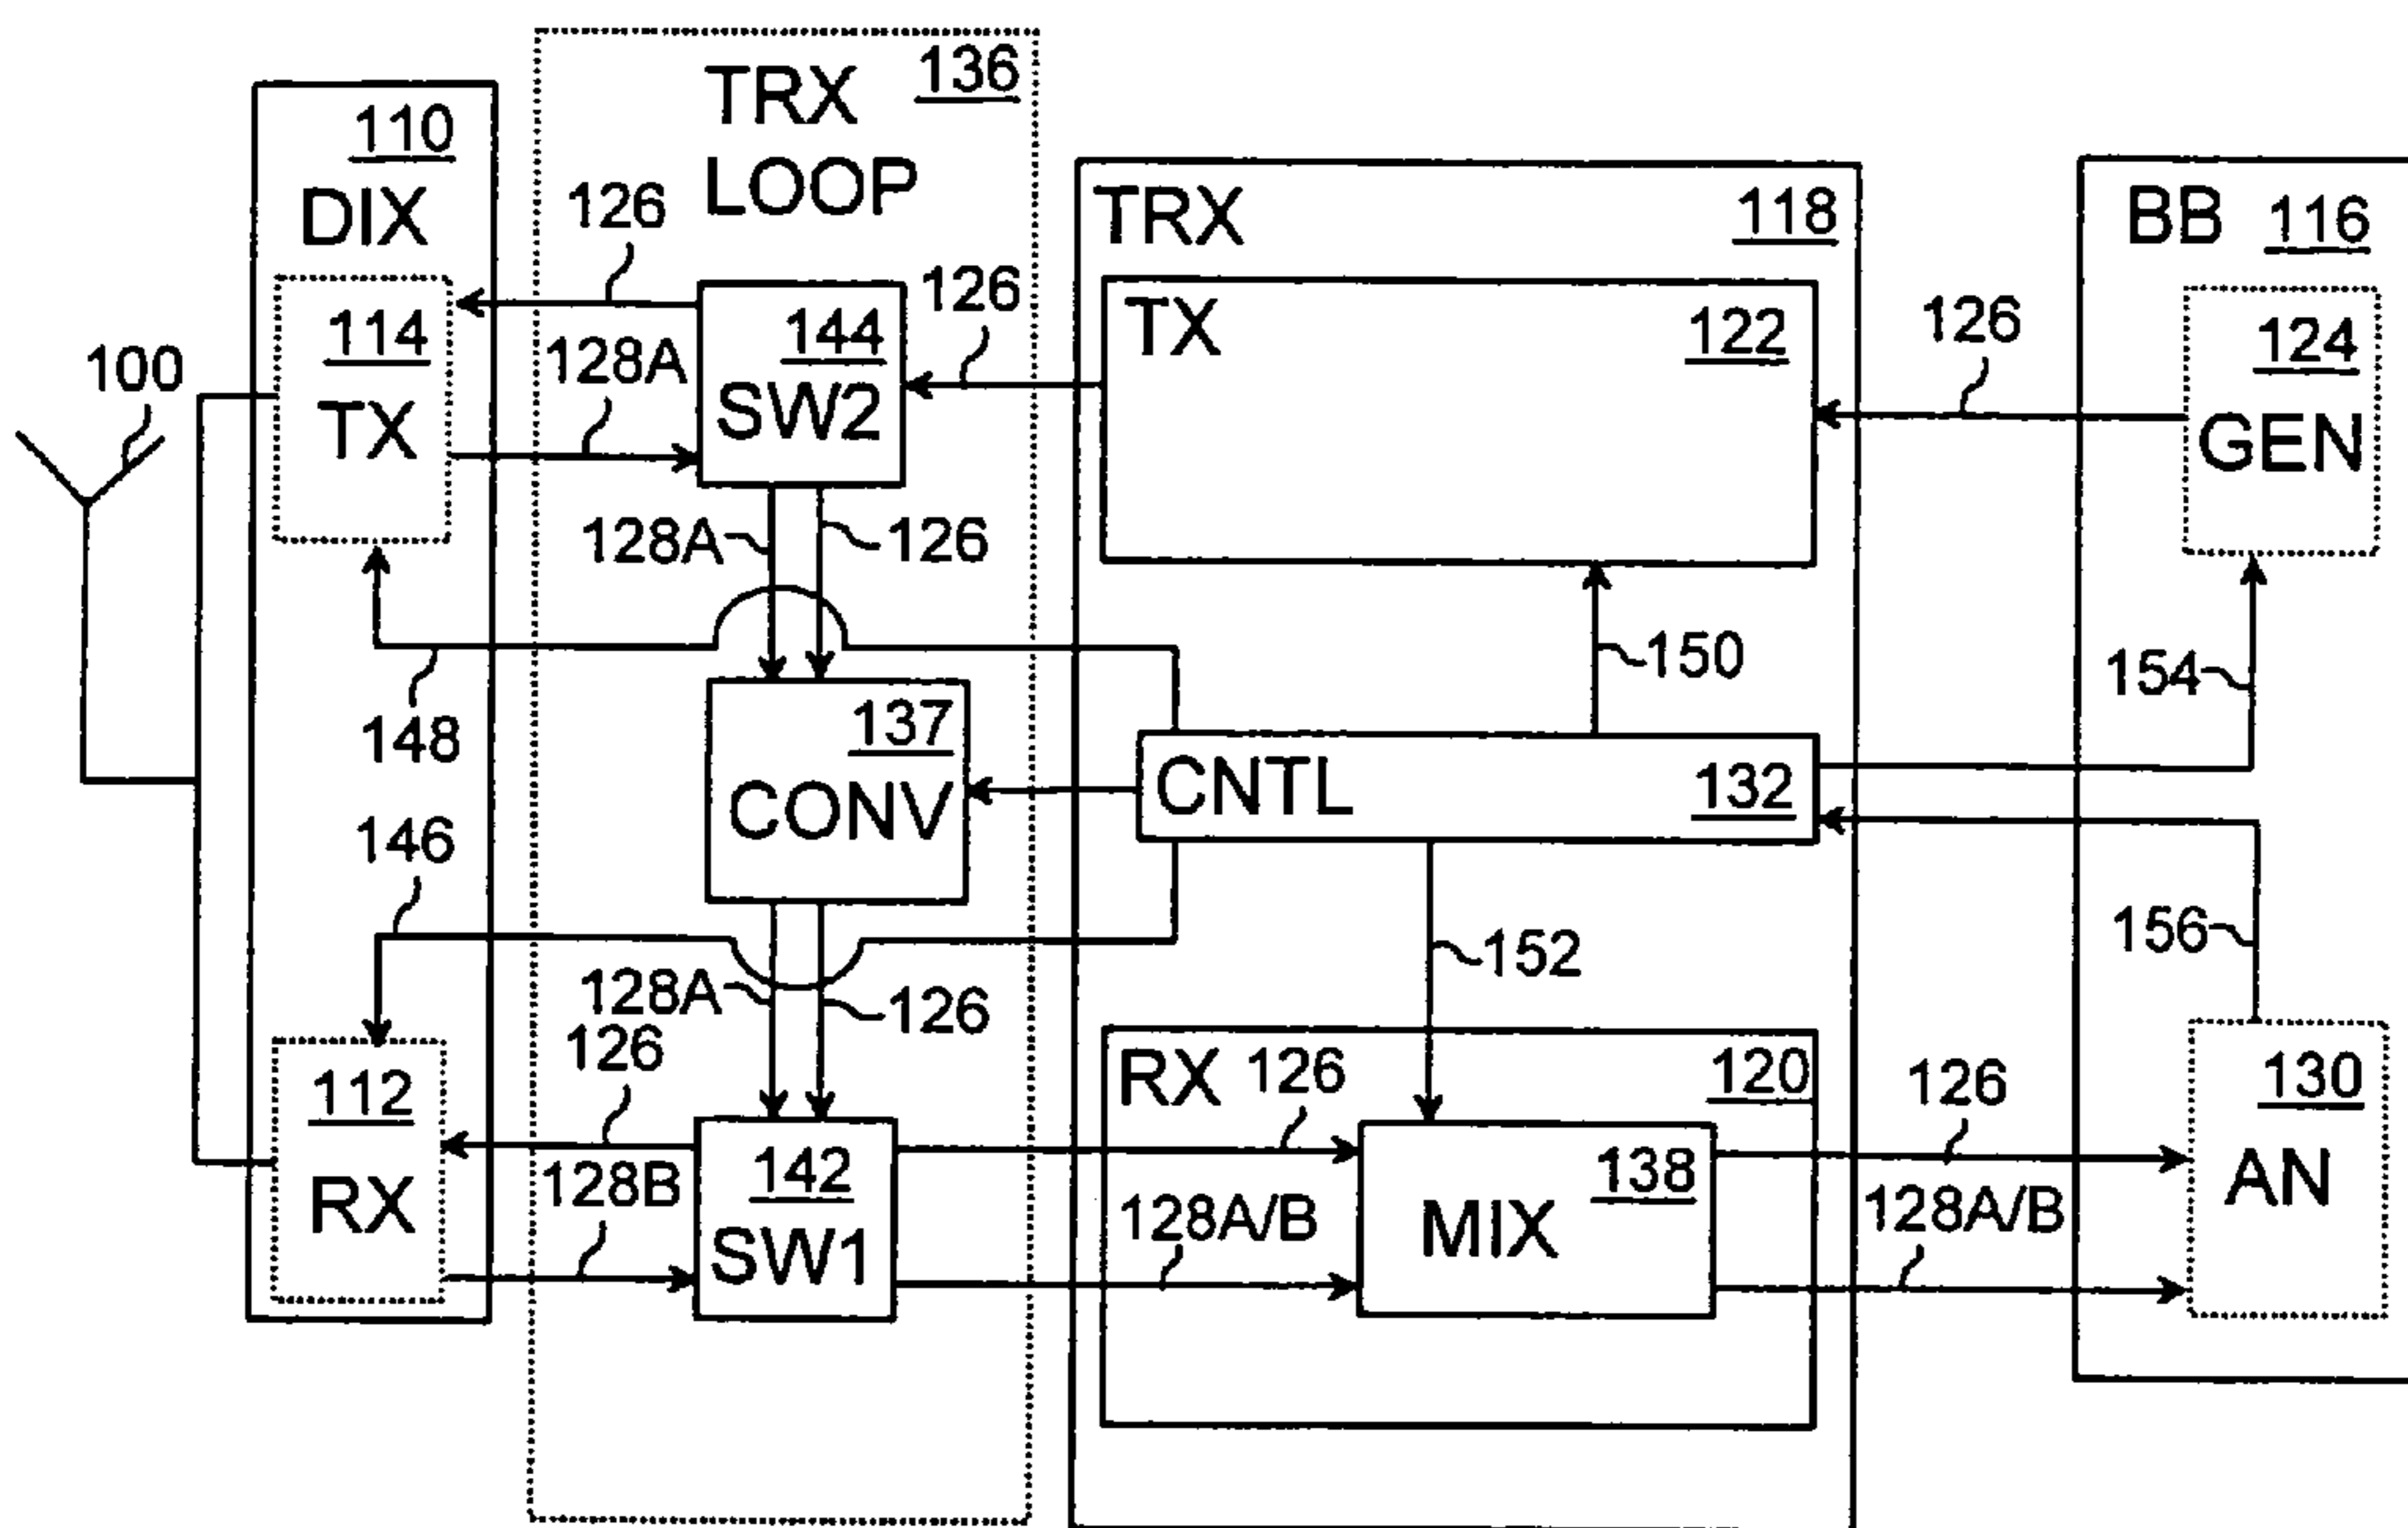 136
TRX
LOOP
110
DIX
126
126
114
TX
128A
144
SW2
100
TRX
118
TX
122
126
BB
116
124
GEN
128A
126
148
150
154
137
CONV
CNTL
132
146
152
156
128A
126
126
112
RX
128B
142
SW1
RX
120
126
128A/B
138
MIX
126
128A/B
130
AN